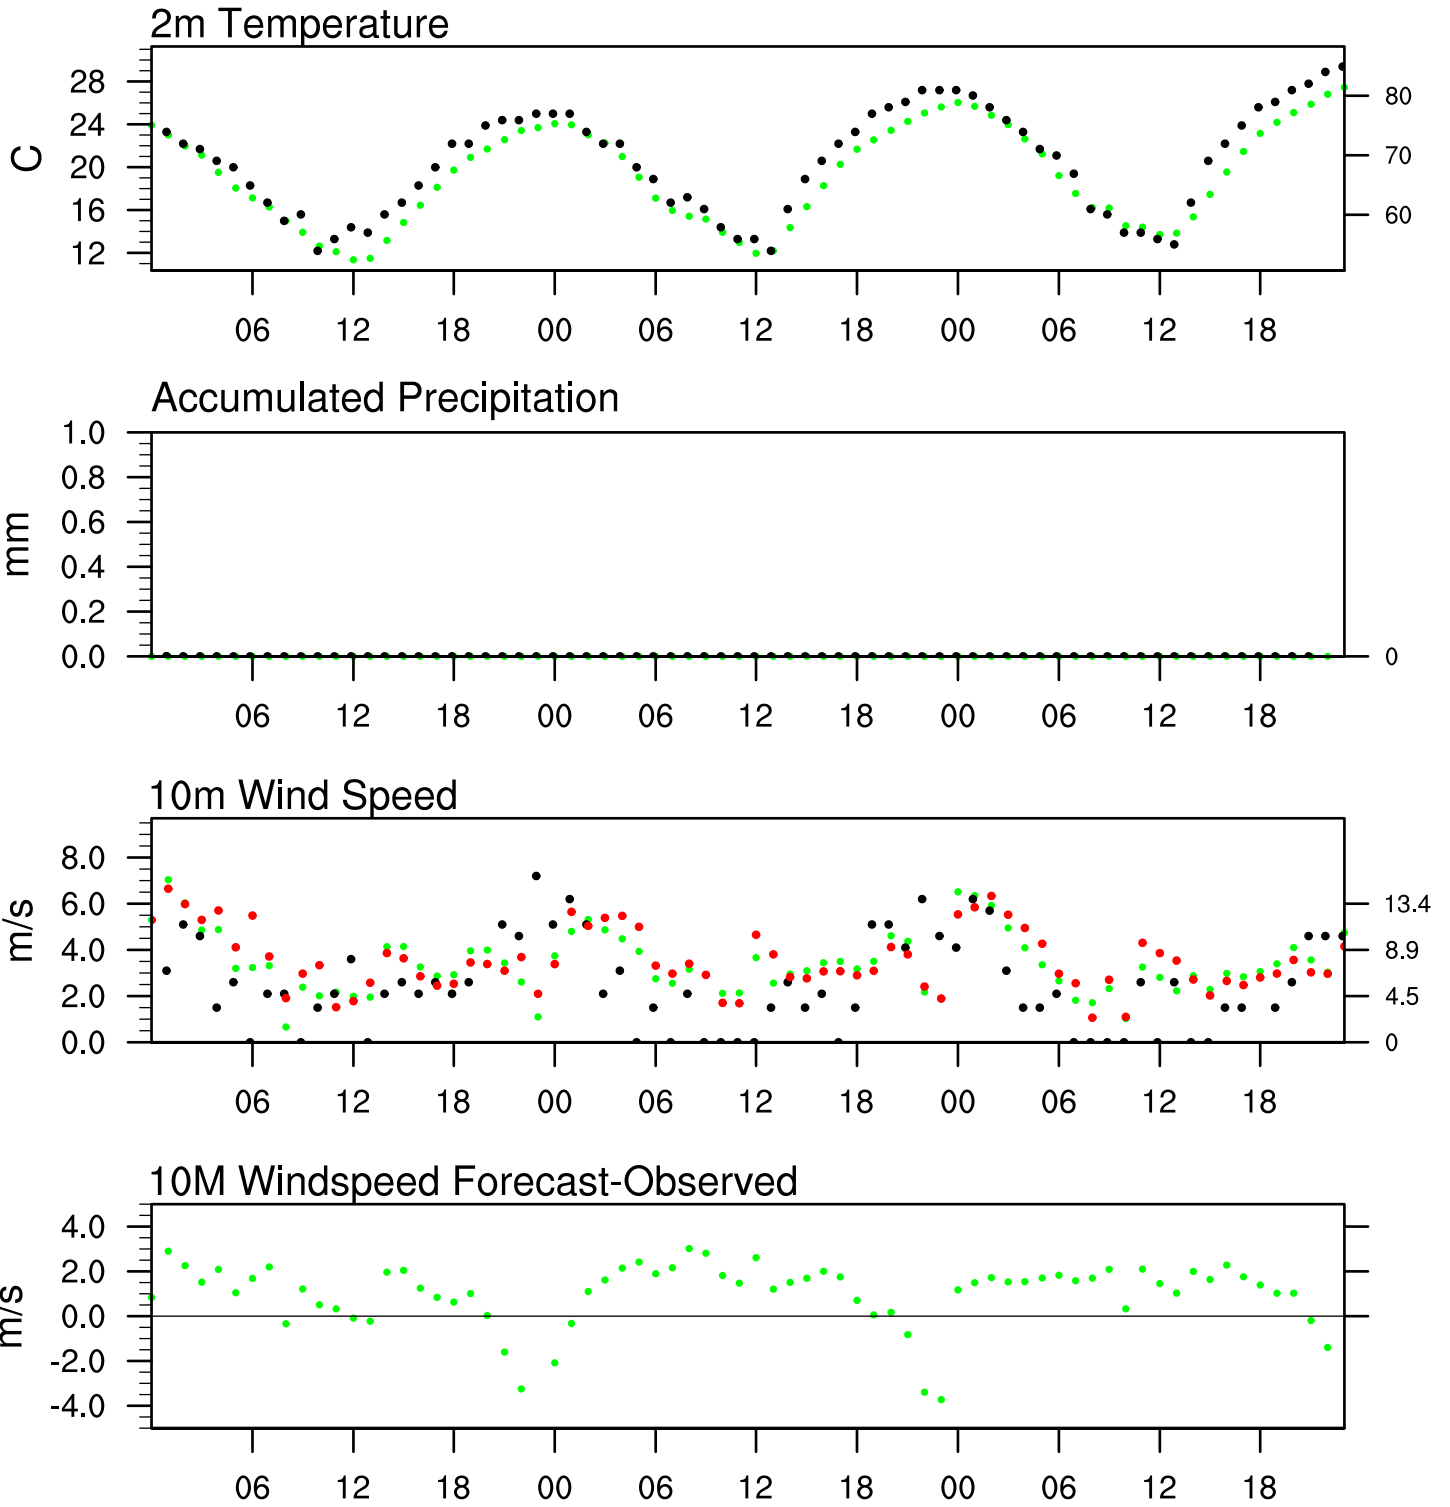 2m Temperature
C
28
24
20
16
12
80
70
60
06 12 18 00 06 12 18 00 06 12 18
Accumulated Precipitation
mm
1.0
0.8
0.6
0.4
0.2
0.0
0
06 12 18 00 06 12 18 00 06 12 18
10m Wind Speed
m/s
8.0
6.0
4.0
2.0
0.0
13.4
8.9
4.5
0
06 12 18 00 06 12 18 00 06 12 18
10M Windspeed Forecast-Observed
m/s
4.0
2.0
0.0
-2.0
-4.0
06 12 18 00 06 12 18 00 06 12 18